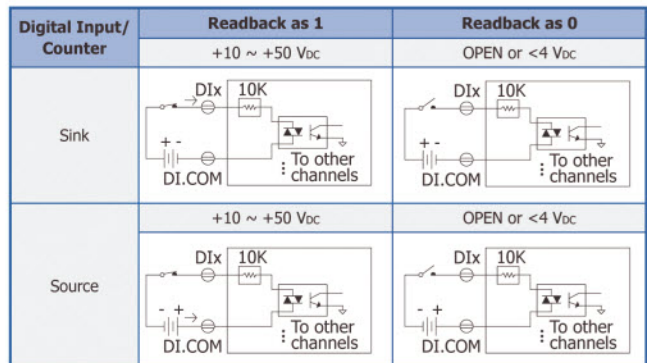 Digital Input/ Counter
Readback as 1
Readback as 0
+10 ~ +50 VDC
OPEN or <4 VDC
Sink
DIx
10K
+ -
DI.COM
To other
channels
DIx
10K
+ -
DI.COM
To other
channels
+10 ~ +50 VDC
OPEN or <4 VDC
Source
DIx
10K
- +
DI.COM
To other
channels
DIx
10K
- +
DI.COM
To other
channels